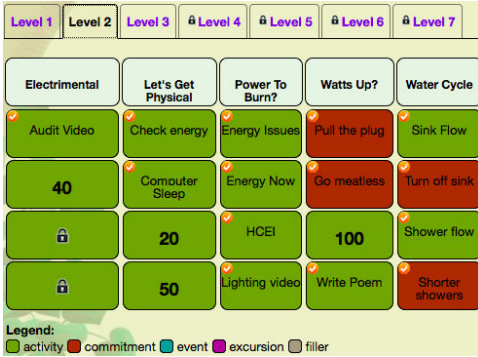 Level 1 Level 2 Level 3 Level 4 Level 5 Level 6 Level 7
Electrimental Let's Get Physical Power To Burn? Watts Up? Water Cycle
Audit Video Check energy Energy Issues Pull the plug Sink Flow
40 Computer Sleep Energy Now Go meatless Turn off sink
20 HCEI 100 Shower flow
50 Lighting video Write Poem Shorter showers
Legend:
activity commitment event excursion filler